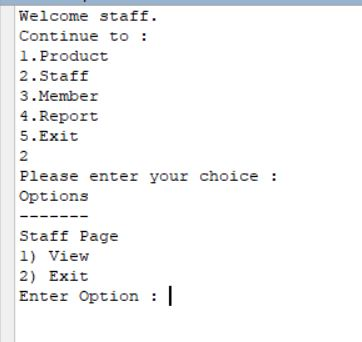 Welcome staff.
Continue to :
1.Product
2.Staff
3.Member
4.Report
5.Exit
2
Please enter your choice :
Options
-------
Staff Page
1) View
2) Exit
Enter Option :